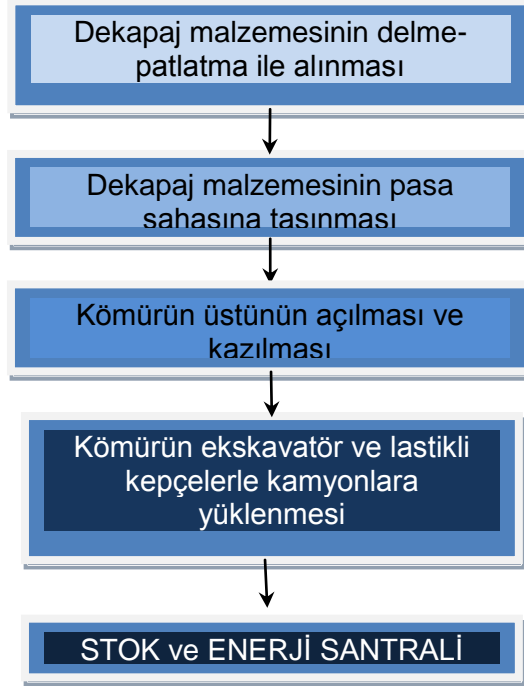 Dekapaj malzemesinin delme-
patlatma ile alınması
Dekapaj malzemesinin pasa
sahasına taşınması
Kömürün üstünün açılması ve
kazılması
Kömürün ekskavatör ve lastikli
kepçelerle kamyonlara
yüklenmesi
STOK ve ENERJİ SANTRALİ